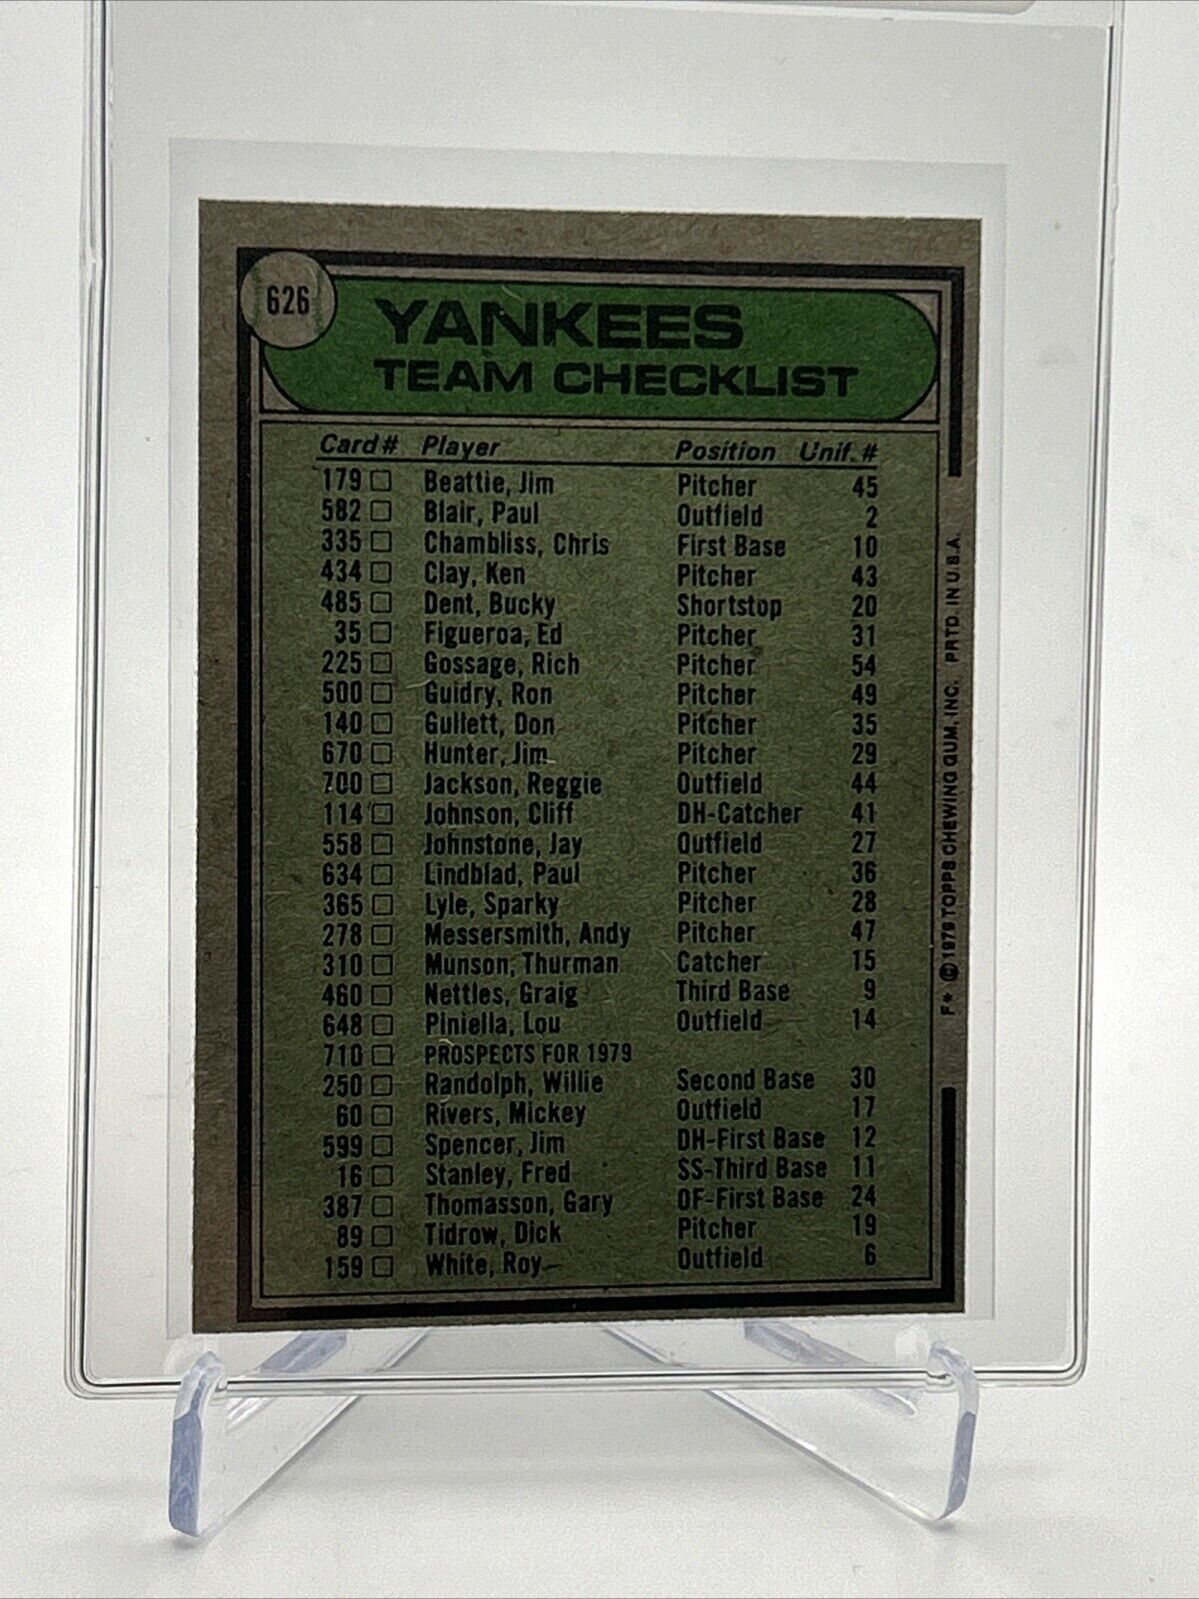 626
YANKEES
TEAM CHECKLIST
Card # Player Position Unif. #
179 Beattie, Jim Pitcher 45
582 Blair, Paul Outfield 2
335 Chambliss, Chris First Base 10
434 Clay, Ken Pitcher 43
485 Dent, Bucky Shortstop 20
35 Figueroa, Ed Pitcher 31
225 Gossage, Rich Pitcher 54
500 Guidry, Ron Pitcher 49
140 Gullett, Don Pitcher 35
670 Hunter, Jim Pitcher 29
700 Jackson, Reggie Outfield 44
114 Johnson, Cliff DH-Catcher 41
558 Johnstone, Jay Outfield 27
634 Lindblad, Paul Pitcher 36
365 Lyle, Sparky Pitcher 28
278 Messersmith, Andy Pitcher 47
310 Munson, Thurman Catcher 15
460 Nettles, Graig Third Base 9
648 Piniella, Lou Outfield 14
710 PROSPECTS FOR 1979
250 Randolph, Willie Second Base 30
60 Rivers, Mickey Outfield 17
599 Spencer, Jim DH-First Base 12
16 Stanley, Fred SS-Third Base 11
387 Thomasson, Gary OF-First Base 24
89 Tidrow, Dick Pitcher 19
159 White, Roy Outfield 6
F* © 1979 TOPPS CHEWING GUM, INC. PRTD. IN U.S.A.